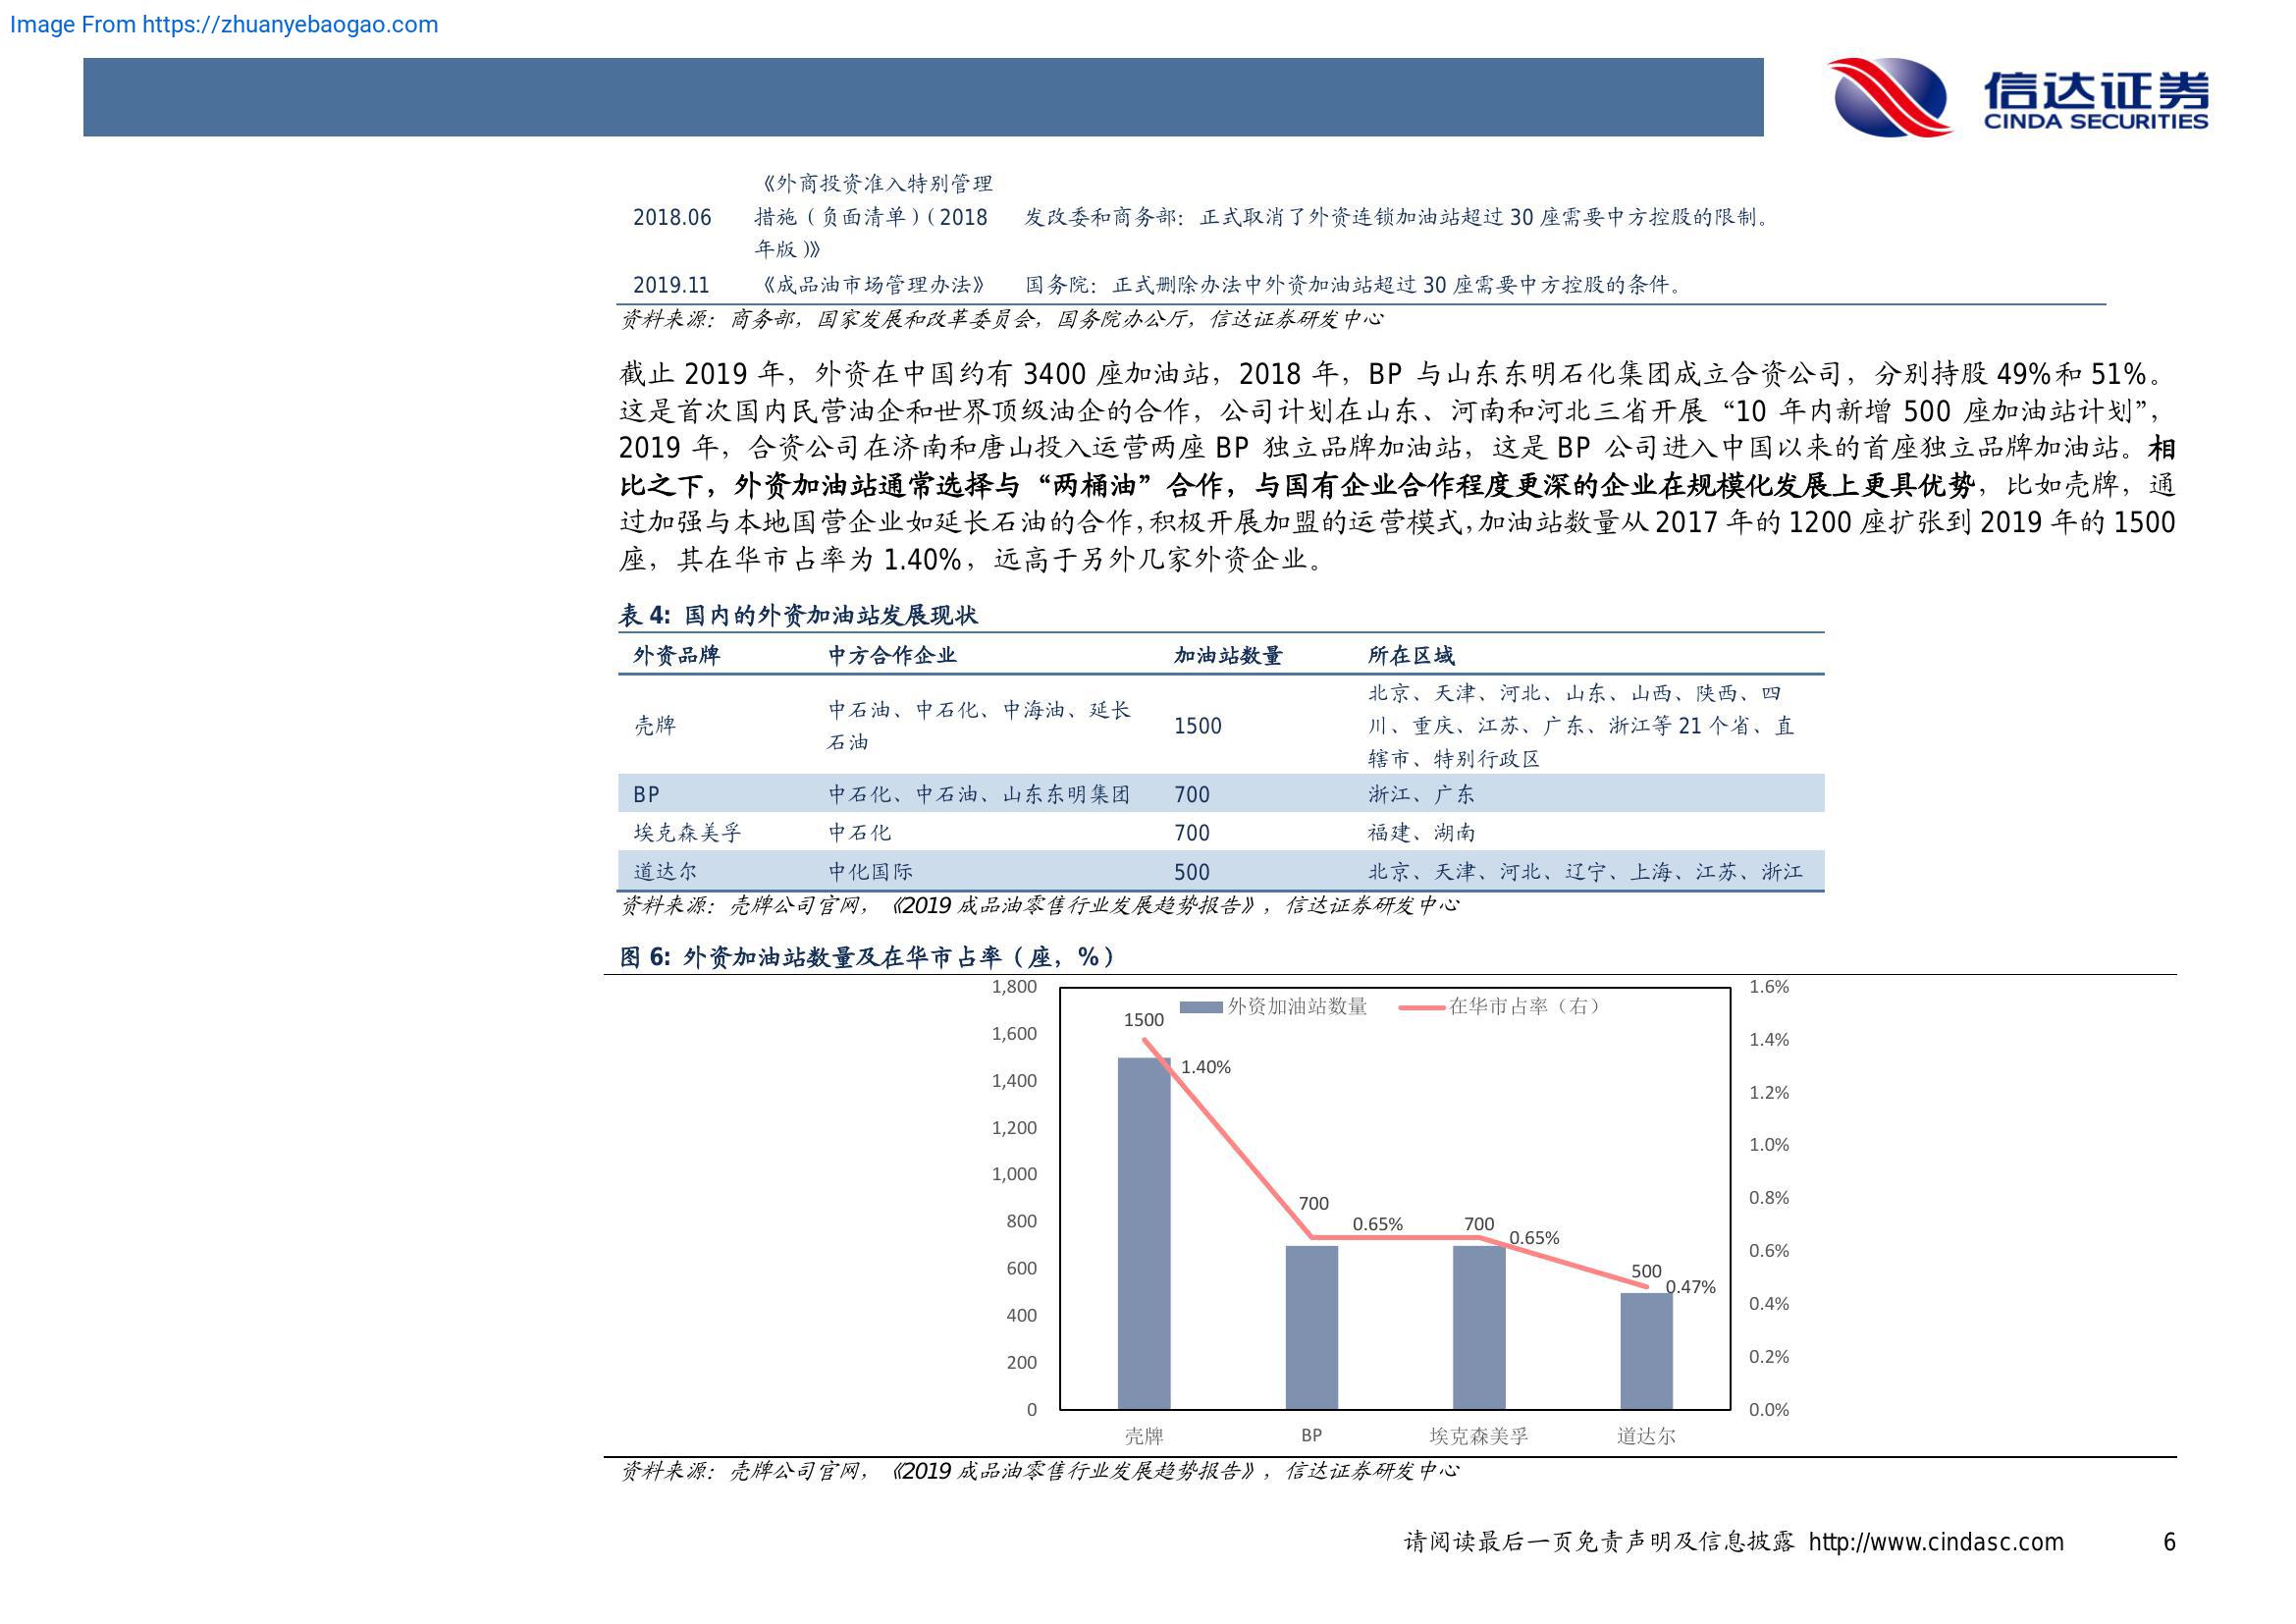 Image From https://zhuanyebaogao.com
信达证券
CINDA SECURITIES
《外商投资准入特别管理
2018.06 措施（负面清单）（2018 发改委和商务部：正式取消了外资连锁加油站超过 30 座需要中方控股的限制。
年版）》
2019.11 《成品油市场管理办法》 国务院：正式删除办法中外资加油站超过 30 座需要中方控股的条件。
资料来源：商务部，国家发展和改革委员会，国务院办公厅，信达证券研发中心
截止 2019 年，外资在中国约有 3400 座加油站，2018 年，BP 与山东东明石化集团成立合资公司，分别持股 49%和 51%。
这是首次国内民营油企和世界顶级油企的合作，公司计划在山东、河南和河北三省开展“10 年内新增 500 座加油站计划”，
2019 年，合资公司在济南和唐山投入运营两座 BP 独立品牌加油站，这是 BP 公司进入中国以来的首座独立品牌加油站。相
比之下，外资加油站通常选择与“两桶油”合作，与国有企业合作程度更深的企业在规模化发展上更具优势，比如壳牌，通
过加强与本地国营企业如延长石油的合作，积极开展加盟的运营模式，加油站数量从 2017 年的 1200 座扩张到 2019 年的 1500
座，其在华市占率为 1.40%，远高于另外几家外资企业。
表 4：国内的外资加油站发展现状
外资品牌 中方合作企业 加油站数量 所在区域
壳牌 中石油、中石化、中海油、延长石油 1500 北京、天津、河北、山东、山西、陕西、四
川、重庆、江苏、广东、浙江等 21 个省、直
辖市、特别行政区
BP 中石化、中石油、山东东明集团 700 浙江、广东
埃克森美孚 中石化 700 福建、湖南
道达尔 中化国际 500 北京、天津、河北、辽宁、上海、江苏、浙江
资料来源：壳牌公司官网，《2019 成品油零售行业发展趋势报告》，信达证券研发中心
图 6：外资加油站数量及在华市占率（座，%）
外资加油站数量 在华市占率（右）
1,800
1,600
1,400
1,200
1,000
800
600
400
200
0
1500
1.40%
700
0.65%
700
0.65%
500
0.47%
1.6%
1.4%
1.2%
1.0%
0.8%
0.6%
0.4%
0.2%
0.0%
壳牌 BP 埃克森美孚 道达尔
资料来源：壳牌公司官网，《2019 成品油零售行业发展趋势报告》，信达证券研发中心
请阅读最后一页免责声明及信息披露 http://www.cindasc.com 6